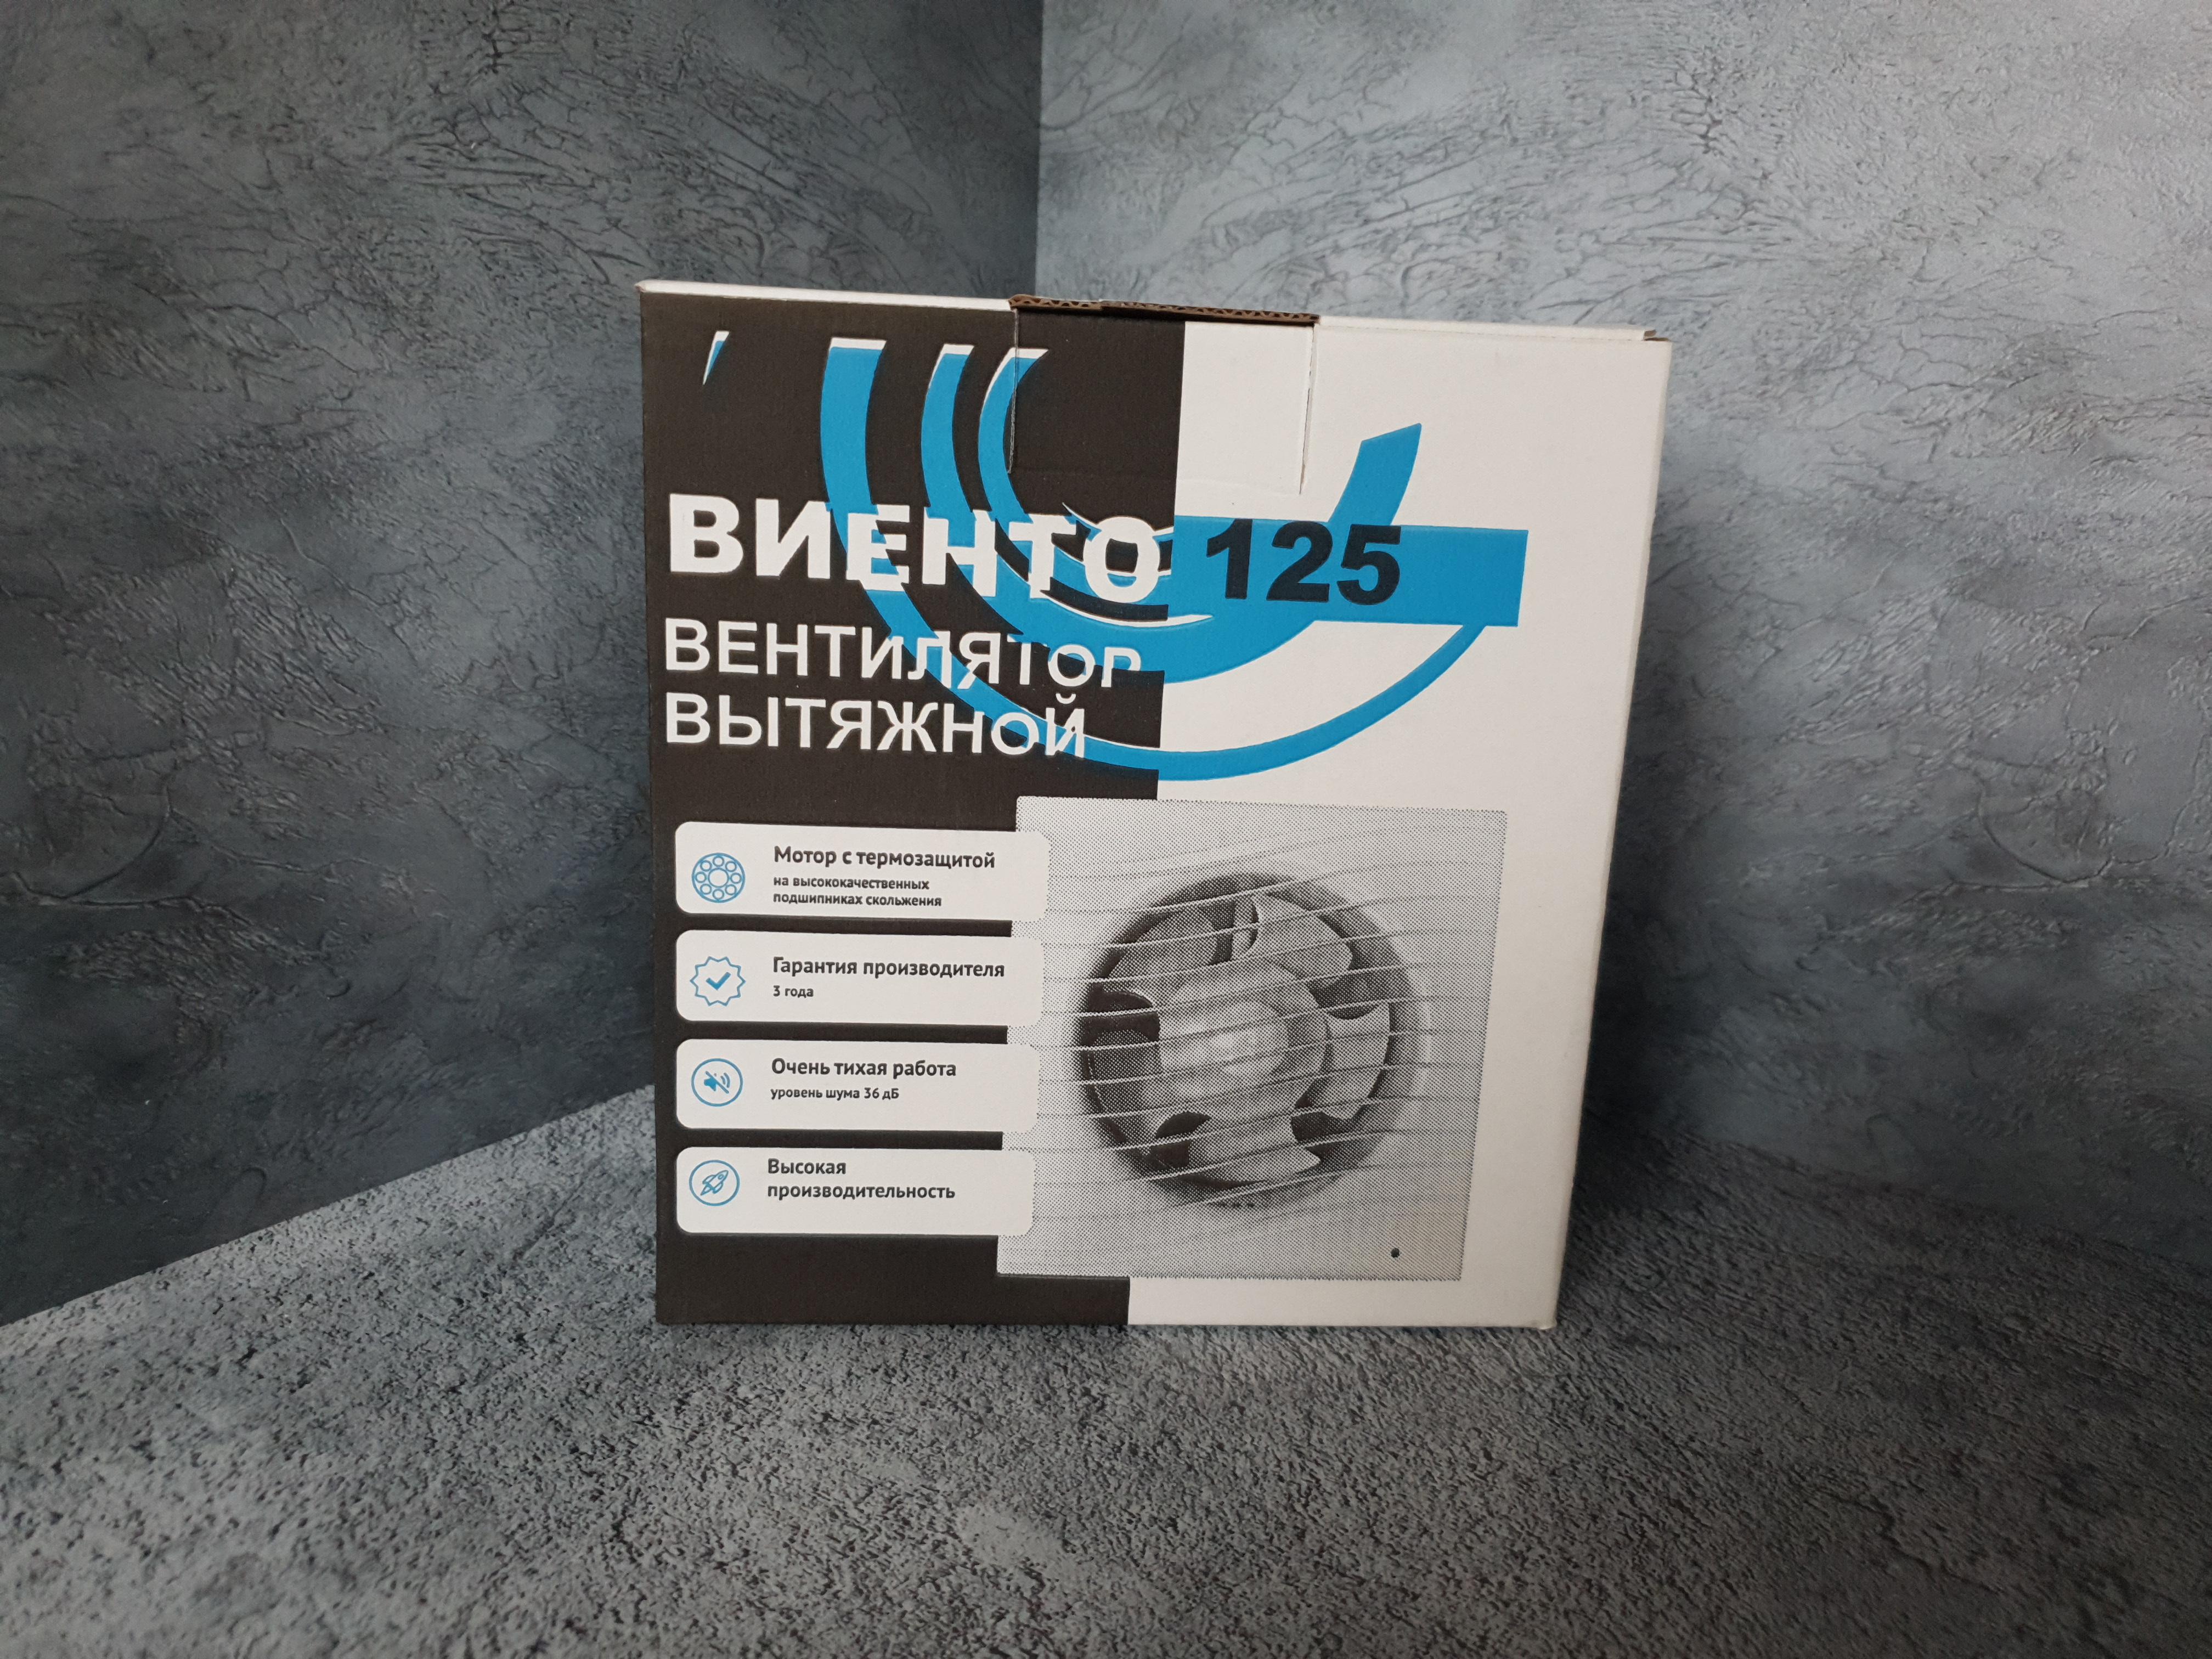 ВИЕНТО 125
ВЕНТИЛЯТОР
ВЫТЯЖНОЙ
Мотор с термозащитой
на высококачественных
подшипниках скольжения
Гарантия производителя
3 года
Очень тихая работа
уровень шума 36 дБ
Высокая
производительность